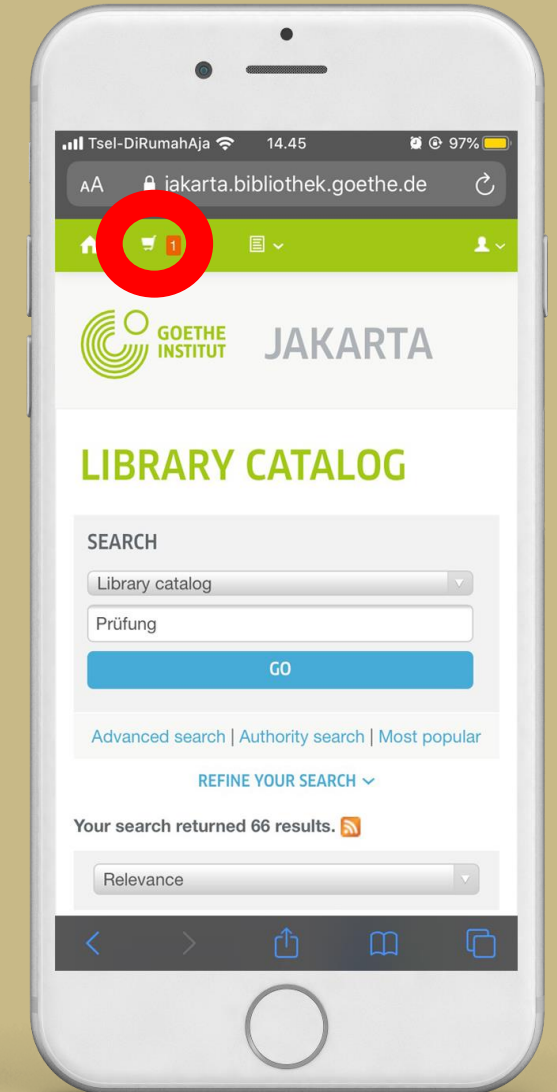 Tsel-DiRumahAja 14.45 97%
AA jakarta.bibliothek.goethe.de
1
GOETHE
INSTITUT
JAKARTA
LIBRARY CATALOG
SEARCH
Library catalog
Prüfung
GO
Advanced search | Authority search | Most popular
REFINE YOUR SEARCH
Your search returned 66 results.
Relevance